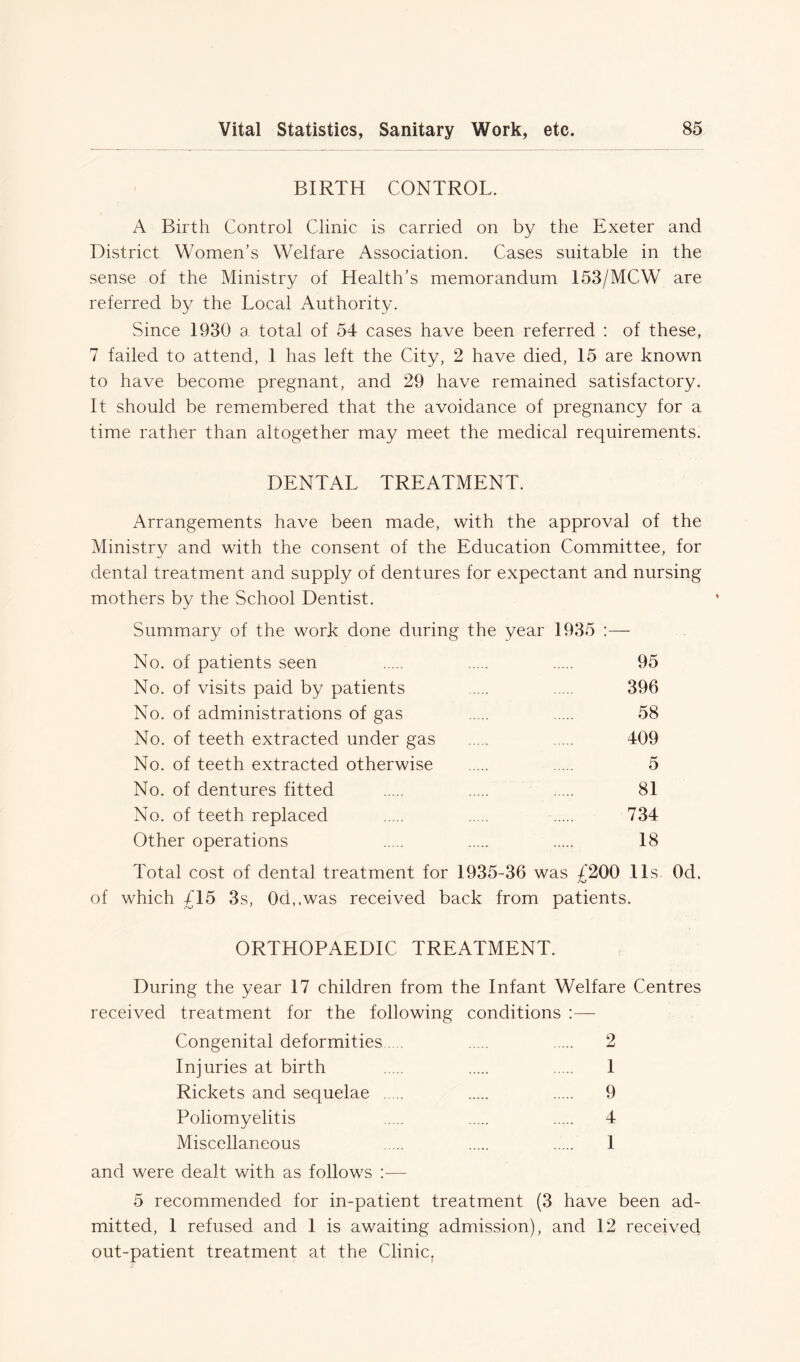 Vital Statistics, Sanitary Work, etc. 85
BIRTH CONTROL.
A Birth Control Clinic is carried on by the Exeter and
District Women's Welfare Association. Cases suitable in the
sense of the Ministry of Health's memorandum 153/MCW are
referred by the Local Authority.
Since 1930 a total of 54 cases have been referred : of these,
7 failed to attend, 1 has left the City, 2 have died, 15 are known
to have become pregnant, and 29 have remained satisfactory.
It should be remembered that the avoidance of pregnancy for a
time rather than altogether may meet the medical requirements.
DENTAL TREATMENT.
Arrangements have been made, with the approval of the
Ministry and with the consent of the Education Committee, for
dental treatment and supply of dentures for expectant and nursing
mothers by the School Dentist.
Summary of the work done during the year 1935 :—
No. of patients seen ..... ..... ..... 95
No. of visits paid by patients ..... ..... 396
No. of administrations of gas ..... ..... 58
No. of teeth extracted under gas ..... ..... 409
No. of teeth extracted otherwise ..... ..... 5
No. of dentures fitted ..... ..... ..... 81
No. of teeth replaced ..... ..... ..... 734
Other operations ..... ..... ..... 18
Total cost of dental treatment for 1935-36 was £200 11s. 0d.
of which £15 3s, 0d,.was received back from patients.
ORTHOPAEDIC TREATMENT.
During the year 17 children from the Infant Welfare Centres
received treatment for the following conditions :—
Congenital deformities..... ..... ..... 2
Injuries at birth ..... ..... ..... 1
Rickets and sequelae ..... ..... ..... 9
Poliomyelitis ..... ..... ..... 4
Miscellaneous ..... ..... ..... 1
and were dealt with as follows :—
5 recommended for in-patient treatment (3 have been ad-
mitted, 1 refused and 1 is awaiting admission), and 12 received
out-patient treatment at the Clinic.